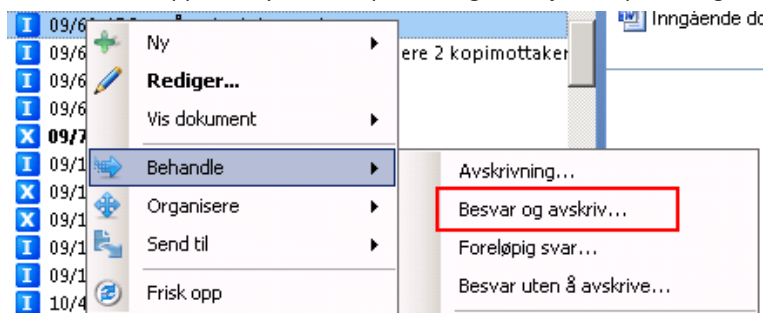 I 09/6
Inngående do
I 09/6 Ny ere 2 kopimottaker
I 09/6 Rediger...
I 09/6 Vis dokument
X 09/7
I 09/1 Behandle Avskrivning...
X 09/1 Organisere Besvar og avskriv...
X 09/1
I 09/1 Send til Foreløpig svar...
I 09/1 Besvar uten å avskrive...
I 10/4 Frisk opp